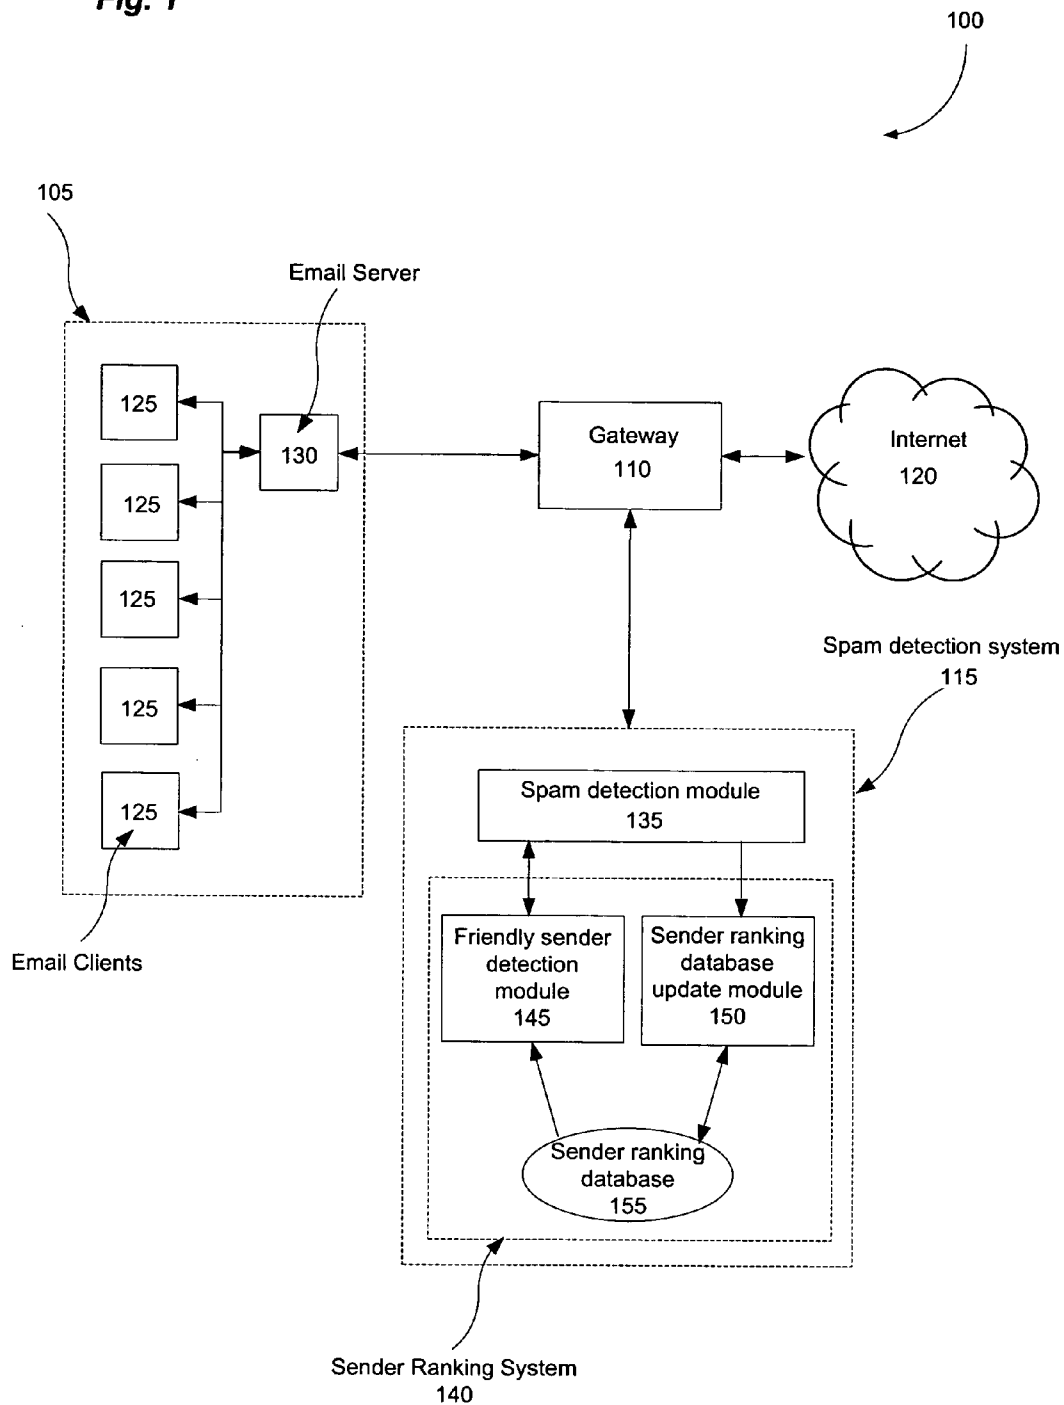 Fig. 1
100
105
Email Server
125
130
Gateway
110
Internet
120
125
125
125
125
Email Clients
Spam detection system
115
Spam detection module
135
Friendly sender
detection
module
145
Sender ranking
database
update module
150
Sender ranking
database
155
Sender Ranking System
140